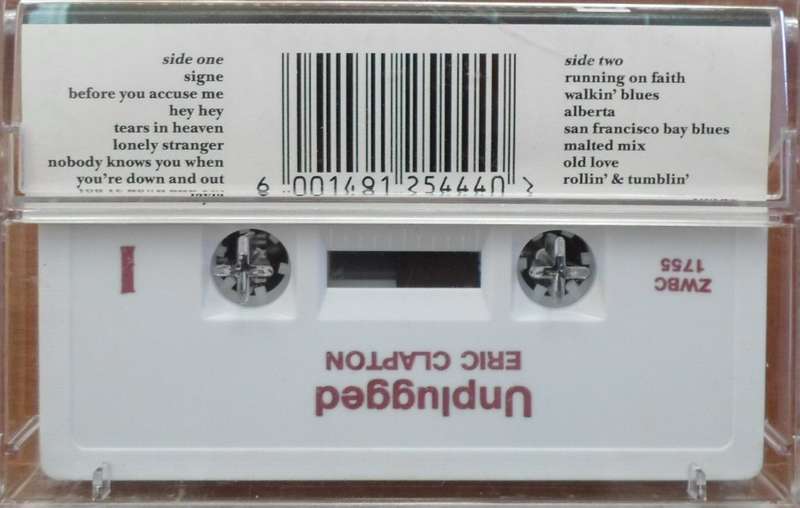 side one
signe
before you accuse me
hey hey
tears in heaven
lonely stranger
nobody knows you when
you're down and out
side two
running on faith
walkin' blues
alberta
san francisco bay blues
malted mix
old love
rollin' & tumblin'
6 001491 254440
I
ZWBC
1755
Unplugged
ERIC CLAPTON